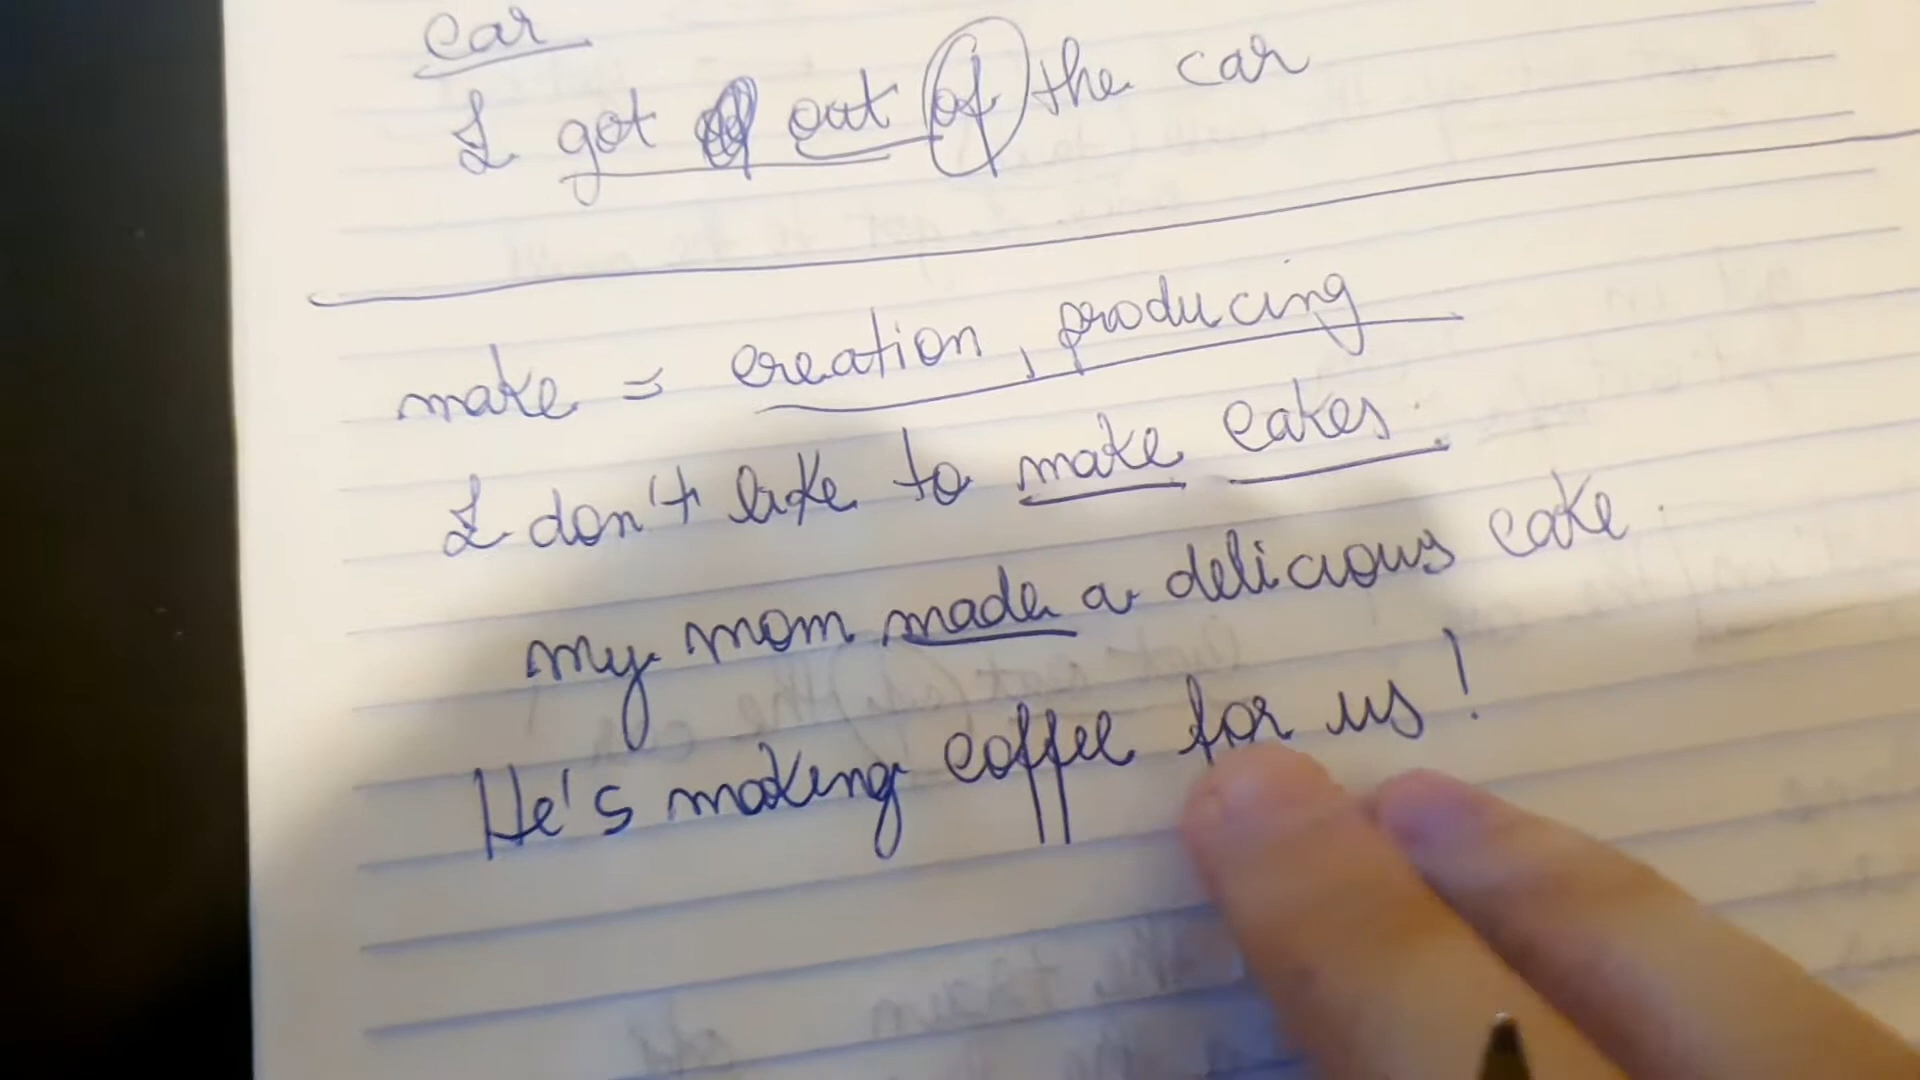 car
I got out of the car
make = creation, producing
I don't like to make cakes.
my mom made a delicious cake.
He's making coffee for us!